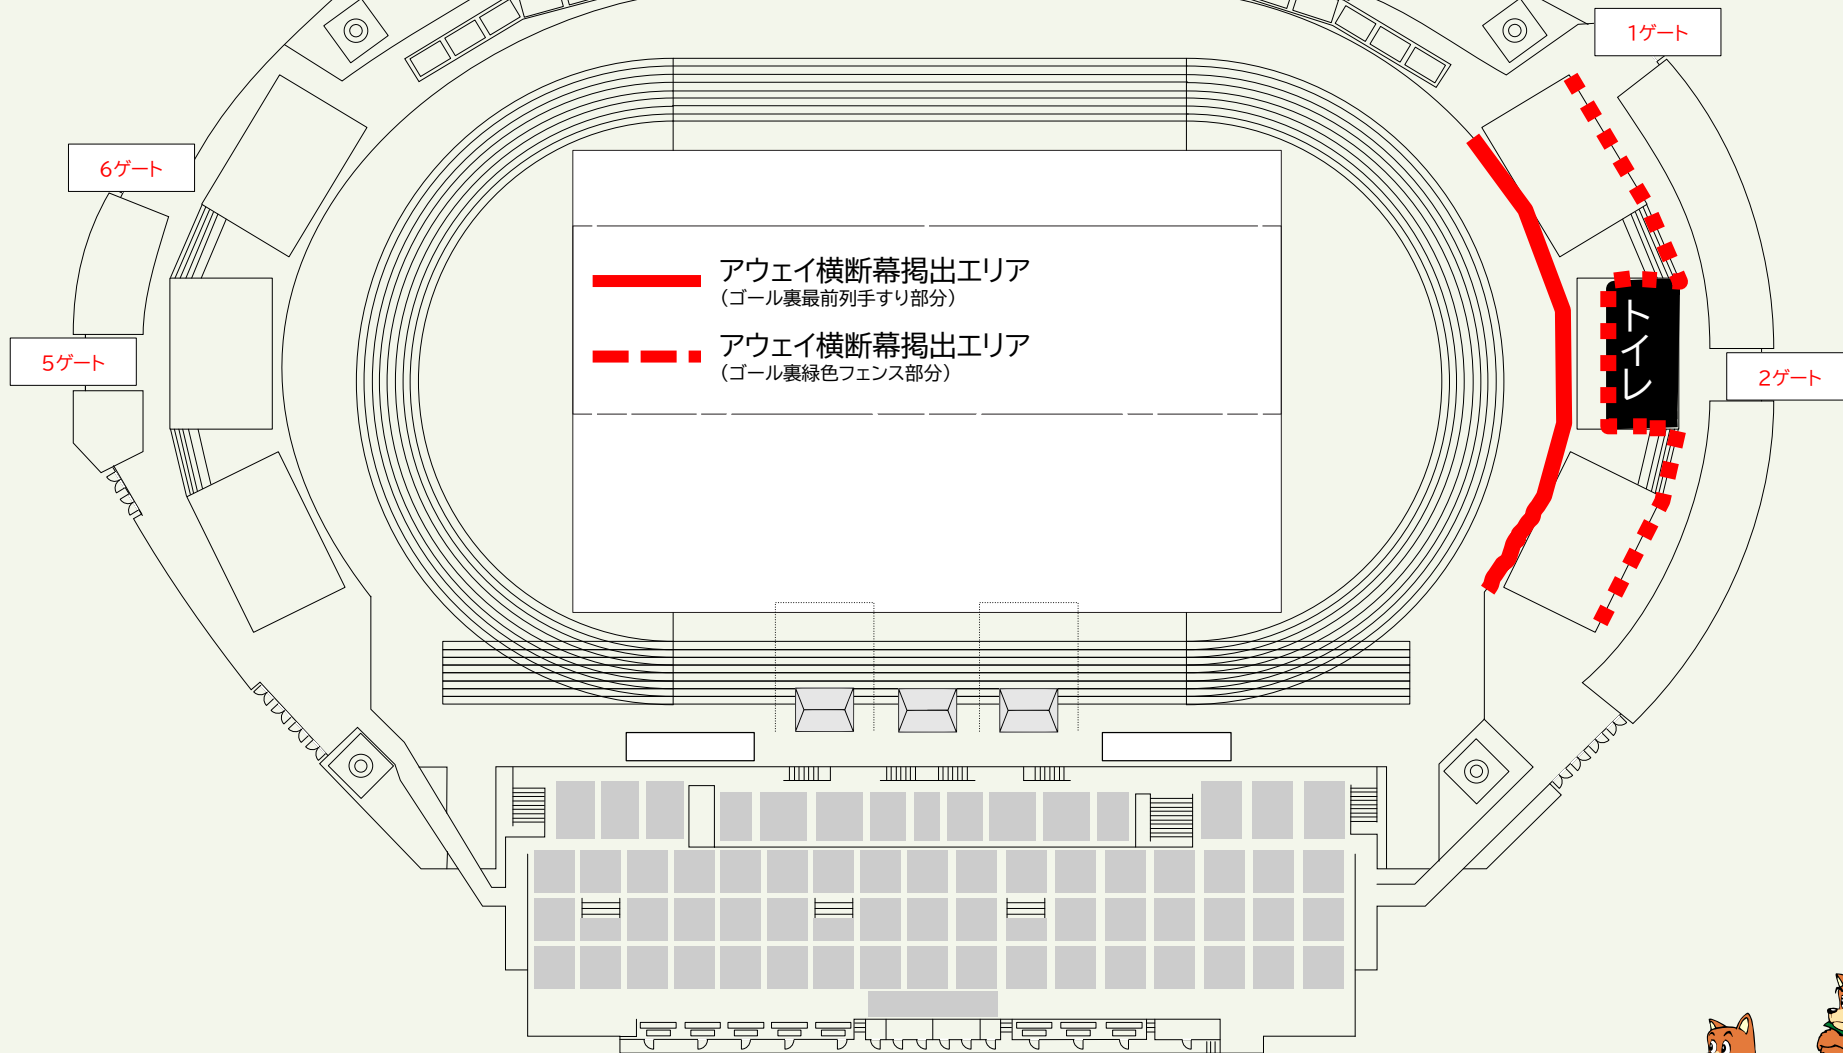 1ゲート
6ゲート
アウェイ横断幕掲出エリア
（ゴール裏最前列手すり部分）
アウェイ横断幕掲出エリア
（ゴール裏緑色フェンス部分）
トイレ
5ゲート
2ゲート